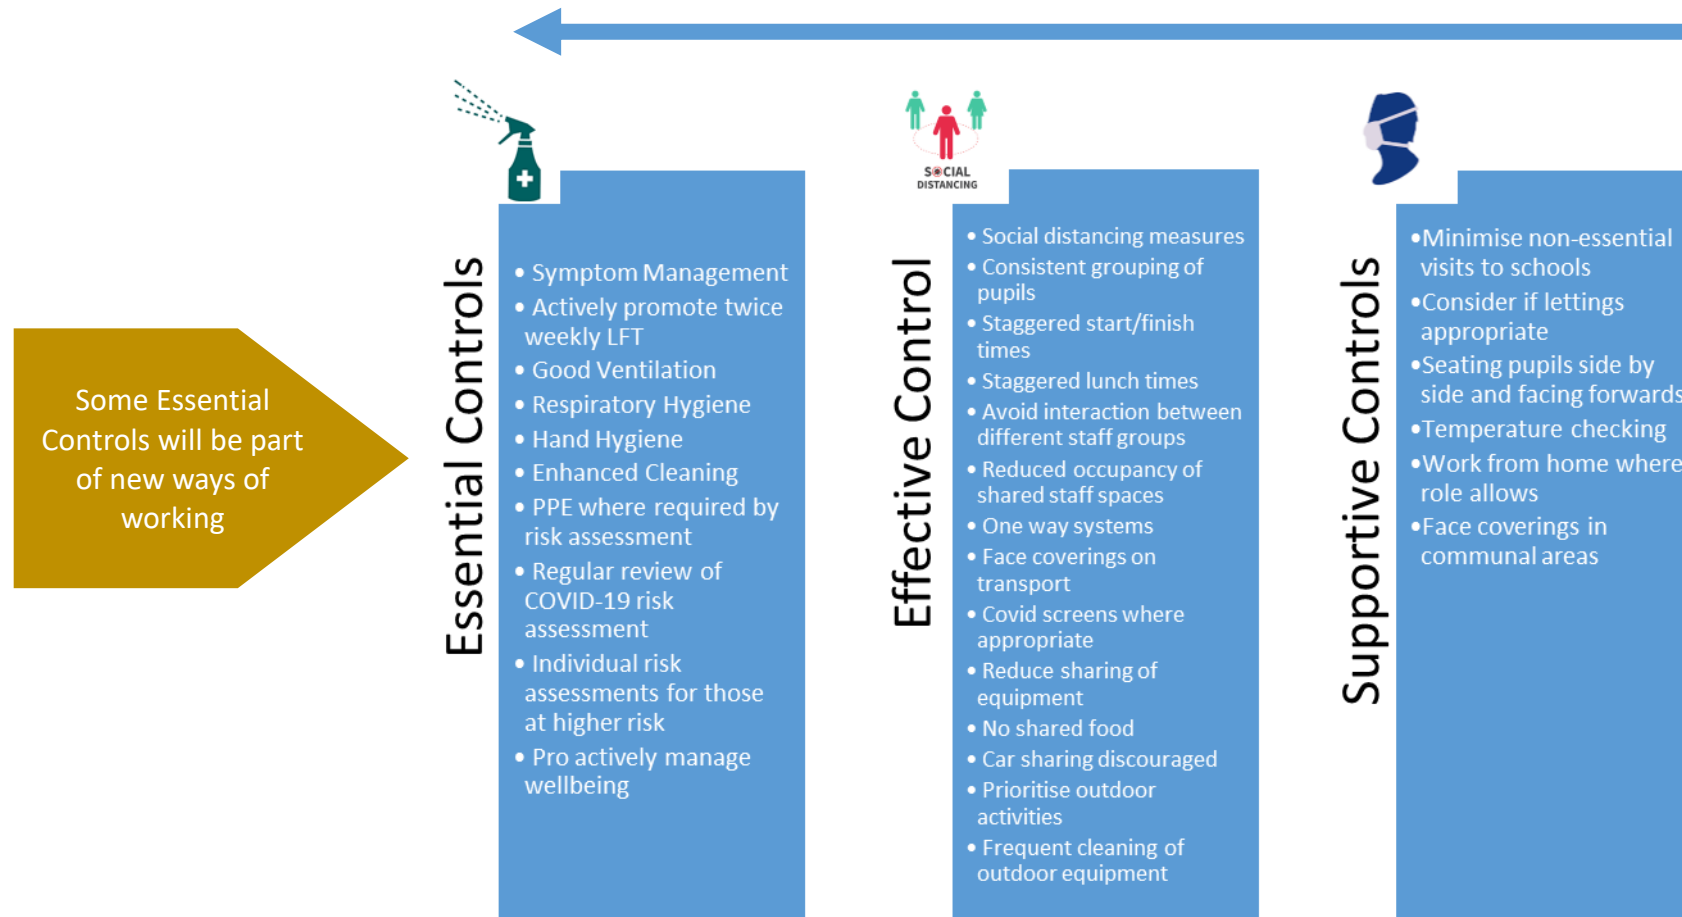 Some Essential
Controls will be part
of new ways of
working
Essential Controls
• Symptom Management
• Actively promote twice
weekly LFT
• Good Ventilation
• Respiratory Hygiene
• Hand Hygiene
• Enhanced Cleaning
• PPE where required by
risk assessment
• Regular review of
COVID-19 risk
assessment
• Individual risk
assessments for those
at higher risk
• Pro actively manage
wellbeing
SOCIAL
DISTANCING
Effective Control
• Social distancing measures
• Consistent grouping of
pupils
• Staggered start/finish
times
• Staggered lunch times
• Avoid interaction between
different staff groups
• Reduced occupancy of
shared staff spaces
• One way systems
• Face coverings on
transport
• Covid screens where
appropriate
• Reduce sharing of
equipment
• No shared food
• Car sharing discouraged
• Prioritise outdoor
activities
• Frequent cleaning of
outdoor equipment
Supportive Controls
•Minimise non-essential
visits to schools
•Consider if lettings
appropriate
•Seating pupils side by
side and facing forwards
•Temperature checking
•Work from home where
role allows
•Face coverings in
communal areas